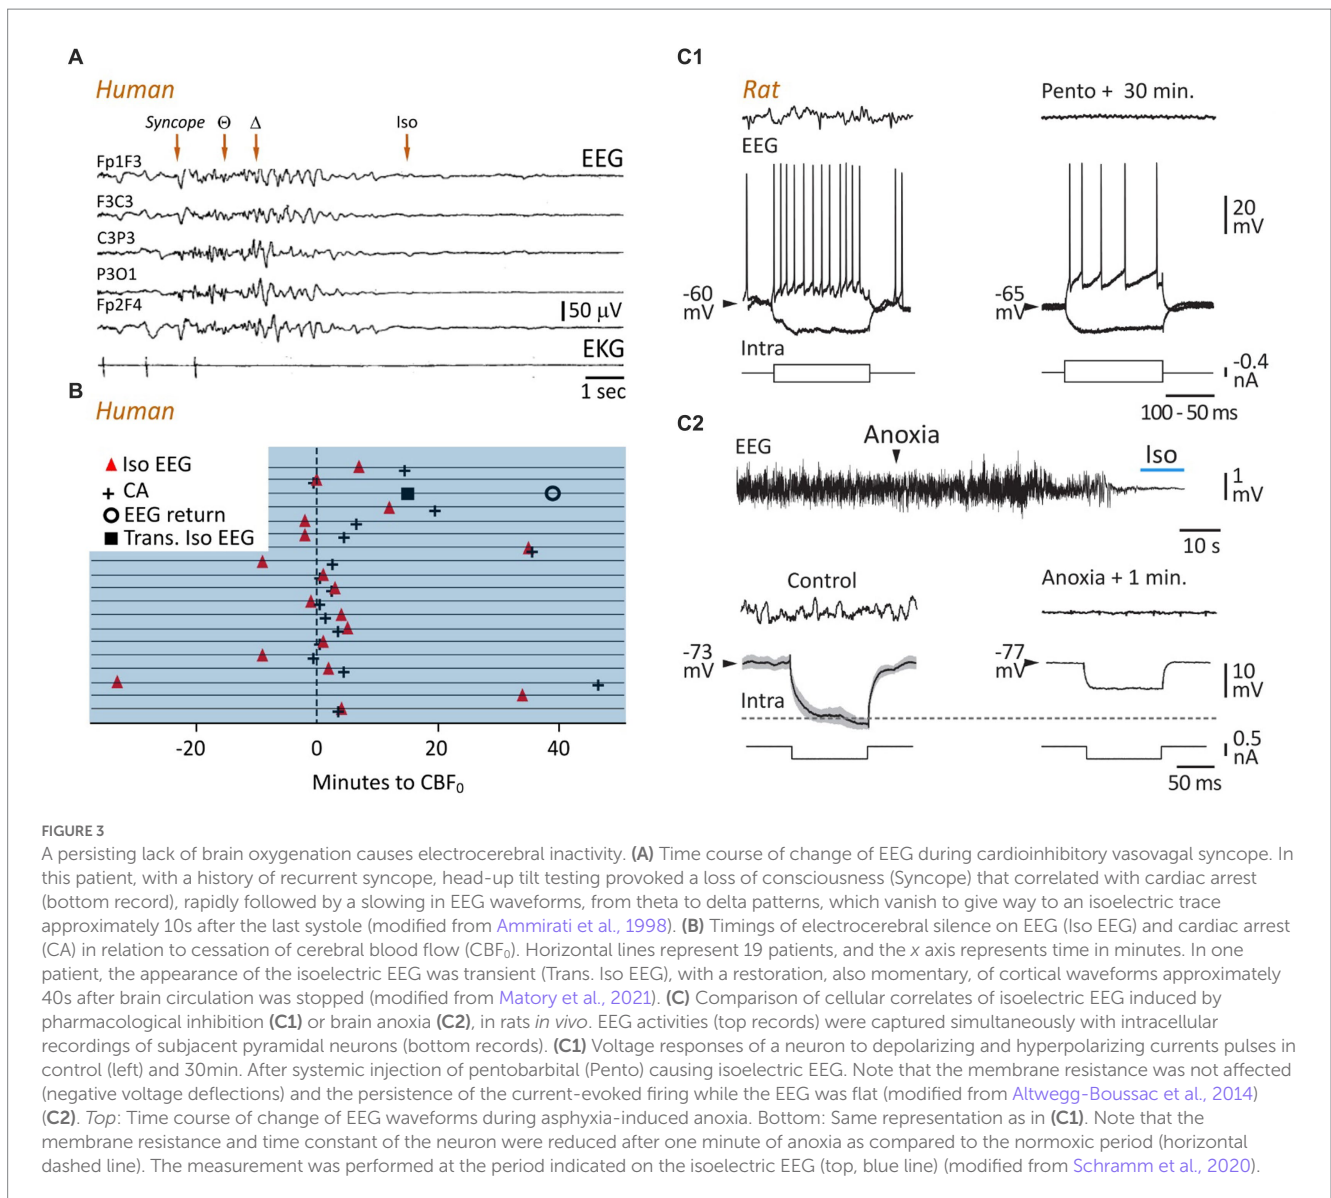 A
Human
Syncope Θ Δ Iso
Fp1F3 EEG
F3C3
C3P3
P3O1
Fp2F4
50 μV
EKG
1 sec
B
Human
Iso EEG
CA
EEG return
Trans. Iso EEG
-20 0 20 40
Minutes to CBF₀
C1
Rat
Pento + 30 min.
EEG
20
mV
-60
mV
-65
mV
Intra
-0.4
nA
100 - 50 ms
C2
EEG
Anoxia
Iso
1
mV
10 s
Control
Anoxia + 1 min.
-73
mV
-77
mV
10
mV
Intra
0.5
nA
50 ms
FIGURE 3
A persisting lack of brain oxygenation causes electrocerebral inactivity. (A) Time course of change of EEG during cardioinhibitory vasovagal syncope. In
this patient, with a history of recurrent syncope, head-up tilt testing provoked a loss of consciousness (Syncope) that correlated with cardiac arrest
(bottom record), rapidly followed by a slowing in EEG waveforms, from theta to delta patterns, which vanish to give way to an isoelectric trace
approximately 10s after the last systole (modified from Ammirati et al., 1998). (B) Timings of electrocerebral silence on EEG (Iso EEG) and cardiac arrest
(CA) in relation to cessation of cerebral blood flow (CBF₀). Horizontal lines represent 19 patients, and the x axis represents time in minutes. In one
patient, the appearance of the isoelectric EEG was transient (Trans. Iso EEG), with a restoration, also momentary, of cortical waveforms approximately
40s after brain circulation was stopped (modified from Matory et al., 2021). (C) Comparison of cellular correlates of isoelectric EEG induced by
pharmacological inhibition (C1) or brain anoxia (C2), in rats in vivo. EEG activities (top records) were captured simultaneously with intracellular
recordings of subjacent pyramidal neurons (bottom records). (C1) Voltage responses of a neuron to depolarizing and hyperpolarizing currents pulses in
control (left) and 30min. After systemic injection of pentobarbital (Pento) causing isoelectric EEG. Note that the membrane resistance was not affected
(negative voltage deflections) and the persistence of the current-evoked firing while the EEG was flat (modified from Altwegg-Boussac et al., 2014)
(C2). Top: Time course of change of EEG waveforms during asphyxia-induced anoxia. Bottom: Same representation as in (C1). Note that the
membrane resistance and time constant of the neuron were reduced after one minute of anoxia as compared to the normoxic period (horizontal
dashed line). The measurement was performed at the period indicated on the isoelectric EEG (top, blue line) (modified from Schramm et al., 2020).